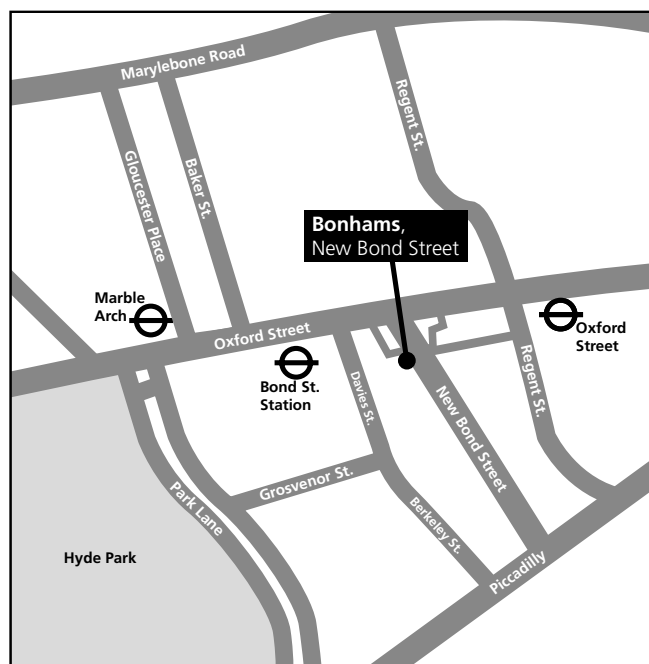 Marylebone Road
Regent St.
Gloucester Place
Baker St.
Bonhams,
New Bond Street
Marble
Arch
Oxford Street
Oxford
Street
Bond St.
Station
Davies St.
New Bond Street
Regent St.
Grosvenor St.
Park Lane
Berkeley St.
Hyde Park
Piccadilly